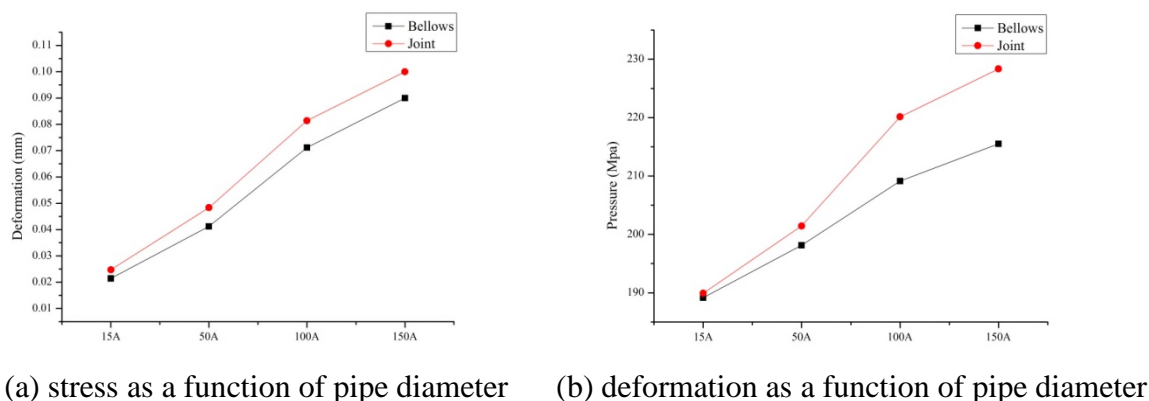 Bellows
Joint
0.11
0.10
0.09
0.08
0.07
0.06
0.05
0.04
0.03
0.02
0.01
Deformation (mm)
15A 50A 100A 150A
Bellows
Joint
230
220
210
200
190
Pressure (Mpa)
15A 50A 100A 150A
(a) stress as a function of pipe diameter
(b) deformation as a function of pipe diameter